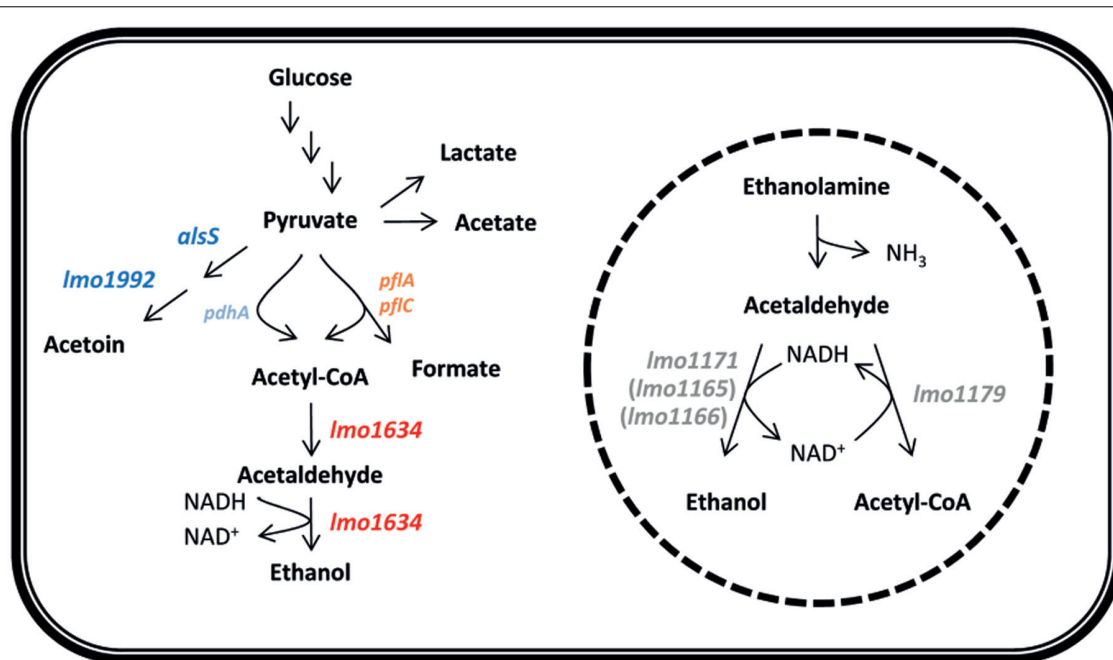 Glucose
Lactate
Pyruvate
Acetate
alsS
lmo1992
Acetoin
pdhA
pflA
pflC
Acetyl-CoA
Formate
lmo1634
Acetaldehyde
NADH
NAD+
lmo1634
Ethanol
Ethanolamine
NH3
Acetaldehyde
lmo1171
(lmo1165)
(lmo1166)
NADH
NAD+
lmo1179
Ethanol
Acetyl-CoA